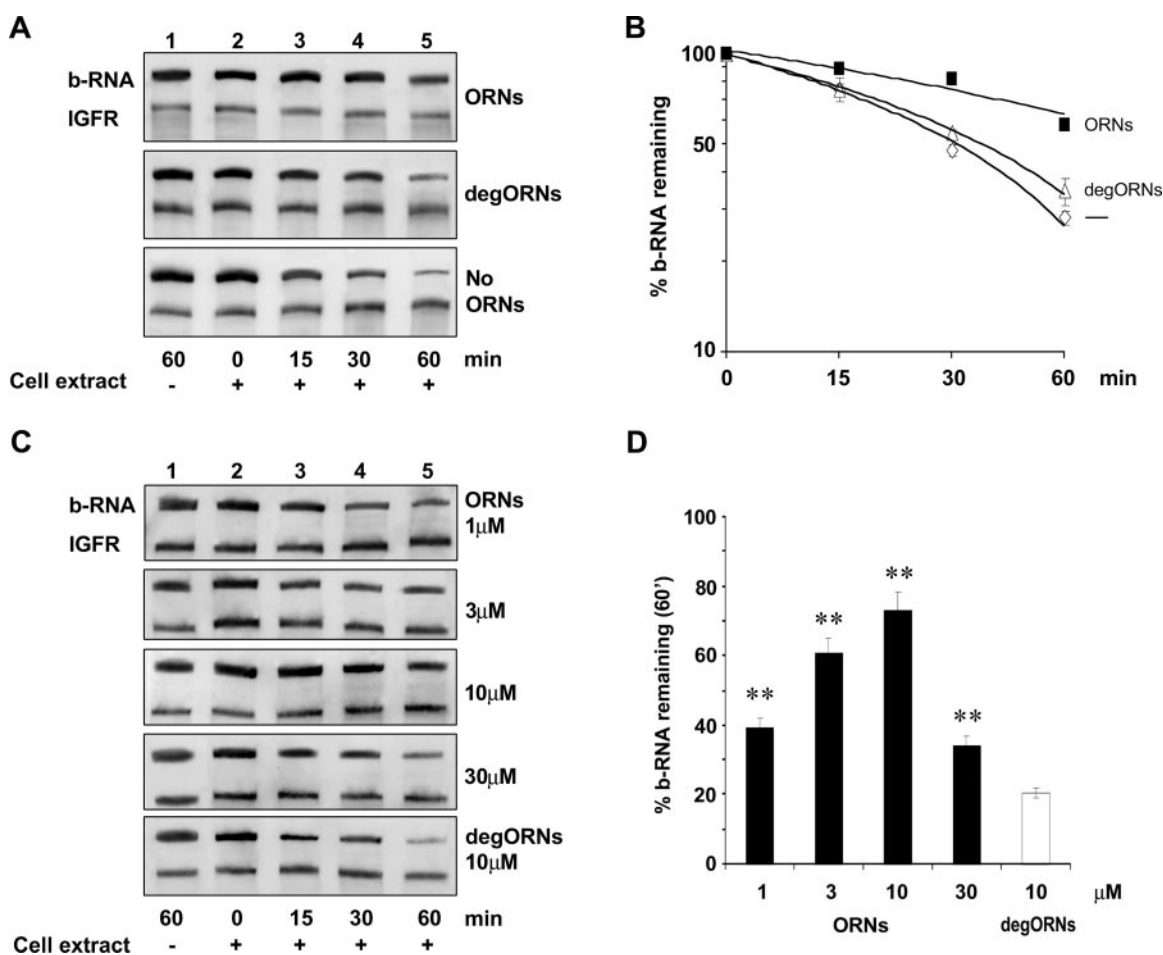 A
1 2 3 4 5
b-RNA
IGFR
ORNs
degORNs
No
ORNs
60 0 15 30 60 min
Cell extract - + + + +
B
% b-RNA remaining
100
50
10
0 15 30 60 min
ORNs
degORNs
—
C
1 2 3 4 5
b-RNA
IGFR
ORNs
1μM
3μM
10μM
30μM
degORNs
10μM
60 0 15 30 60 min
Cell extract - + + + +
D
% b-RNA remaining (60')
100
80
60
40
20
0
**
**
**
**
1 3 10 30 10 μM
ORNs degORNs